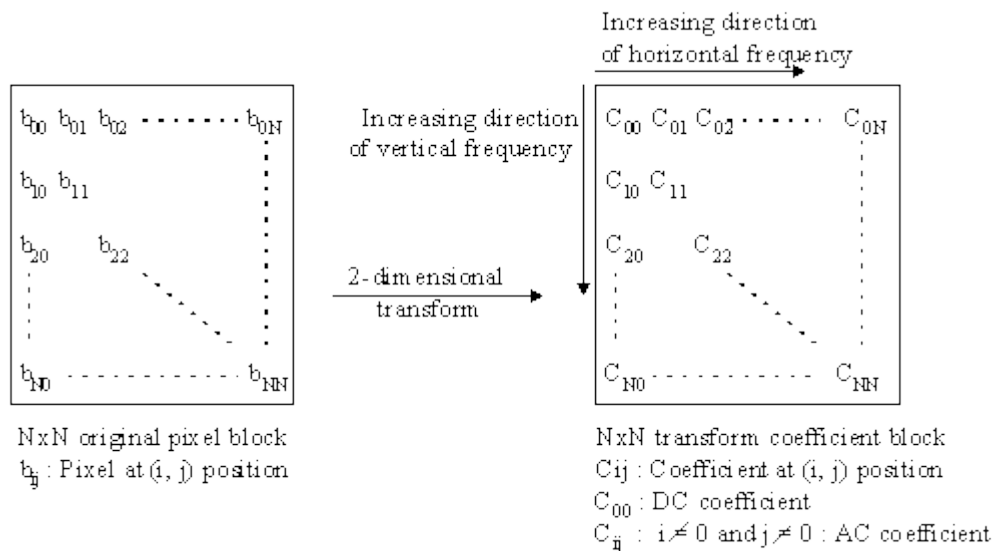 Increasing direction
of horizontal frequency
Increasing direction
of vertical frequency
b00 b01 b02 b0N
b10 b11
b20 b22
bN0 bNN
2-dimensional
transform
C00 C01 C02 C0N
C10 C11
C20 C22
CN0 CNN
NxN original pixel block
bij : Pixel at (i, j) position
NxN transform coefficient block
Cij : Coefficient at (i, j) position
C00 : DC coefficient
Cij : i ≠ 0 and j ≠ 0 : AC coefficient